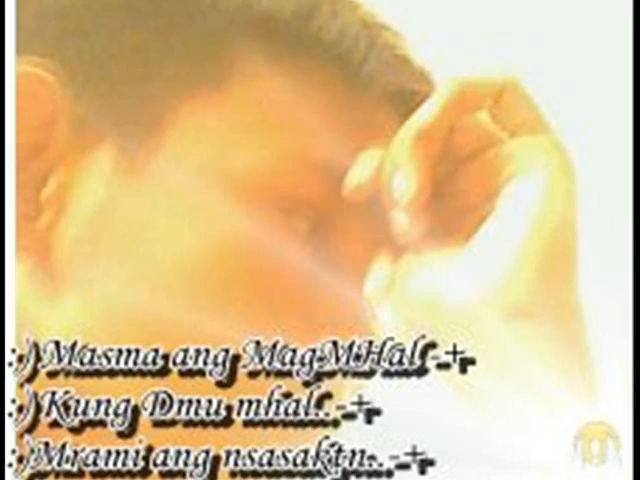 :) Masma ang MagMHal -+
:) Kung Dmu mhal.. -+
:)Mrami ang nsasaktn.. -+